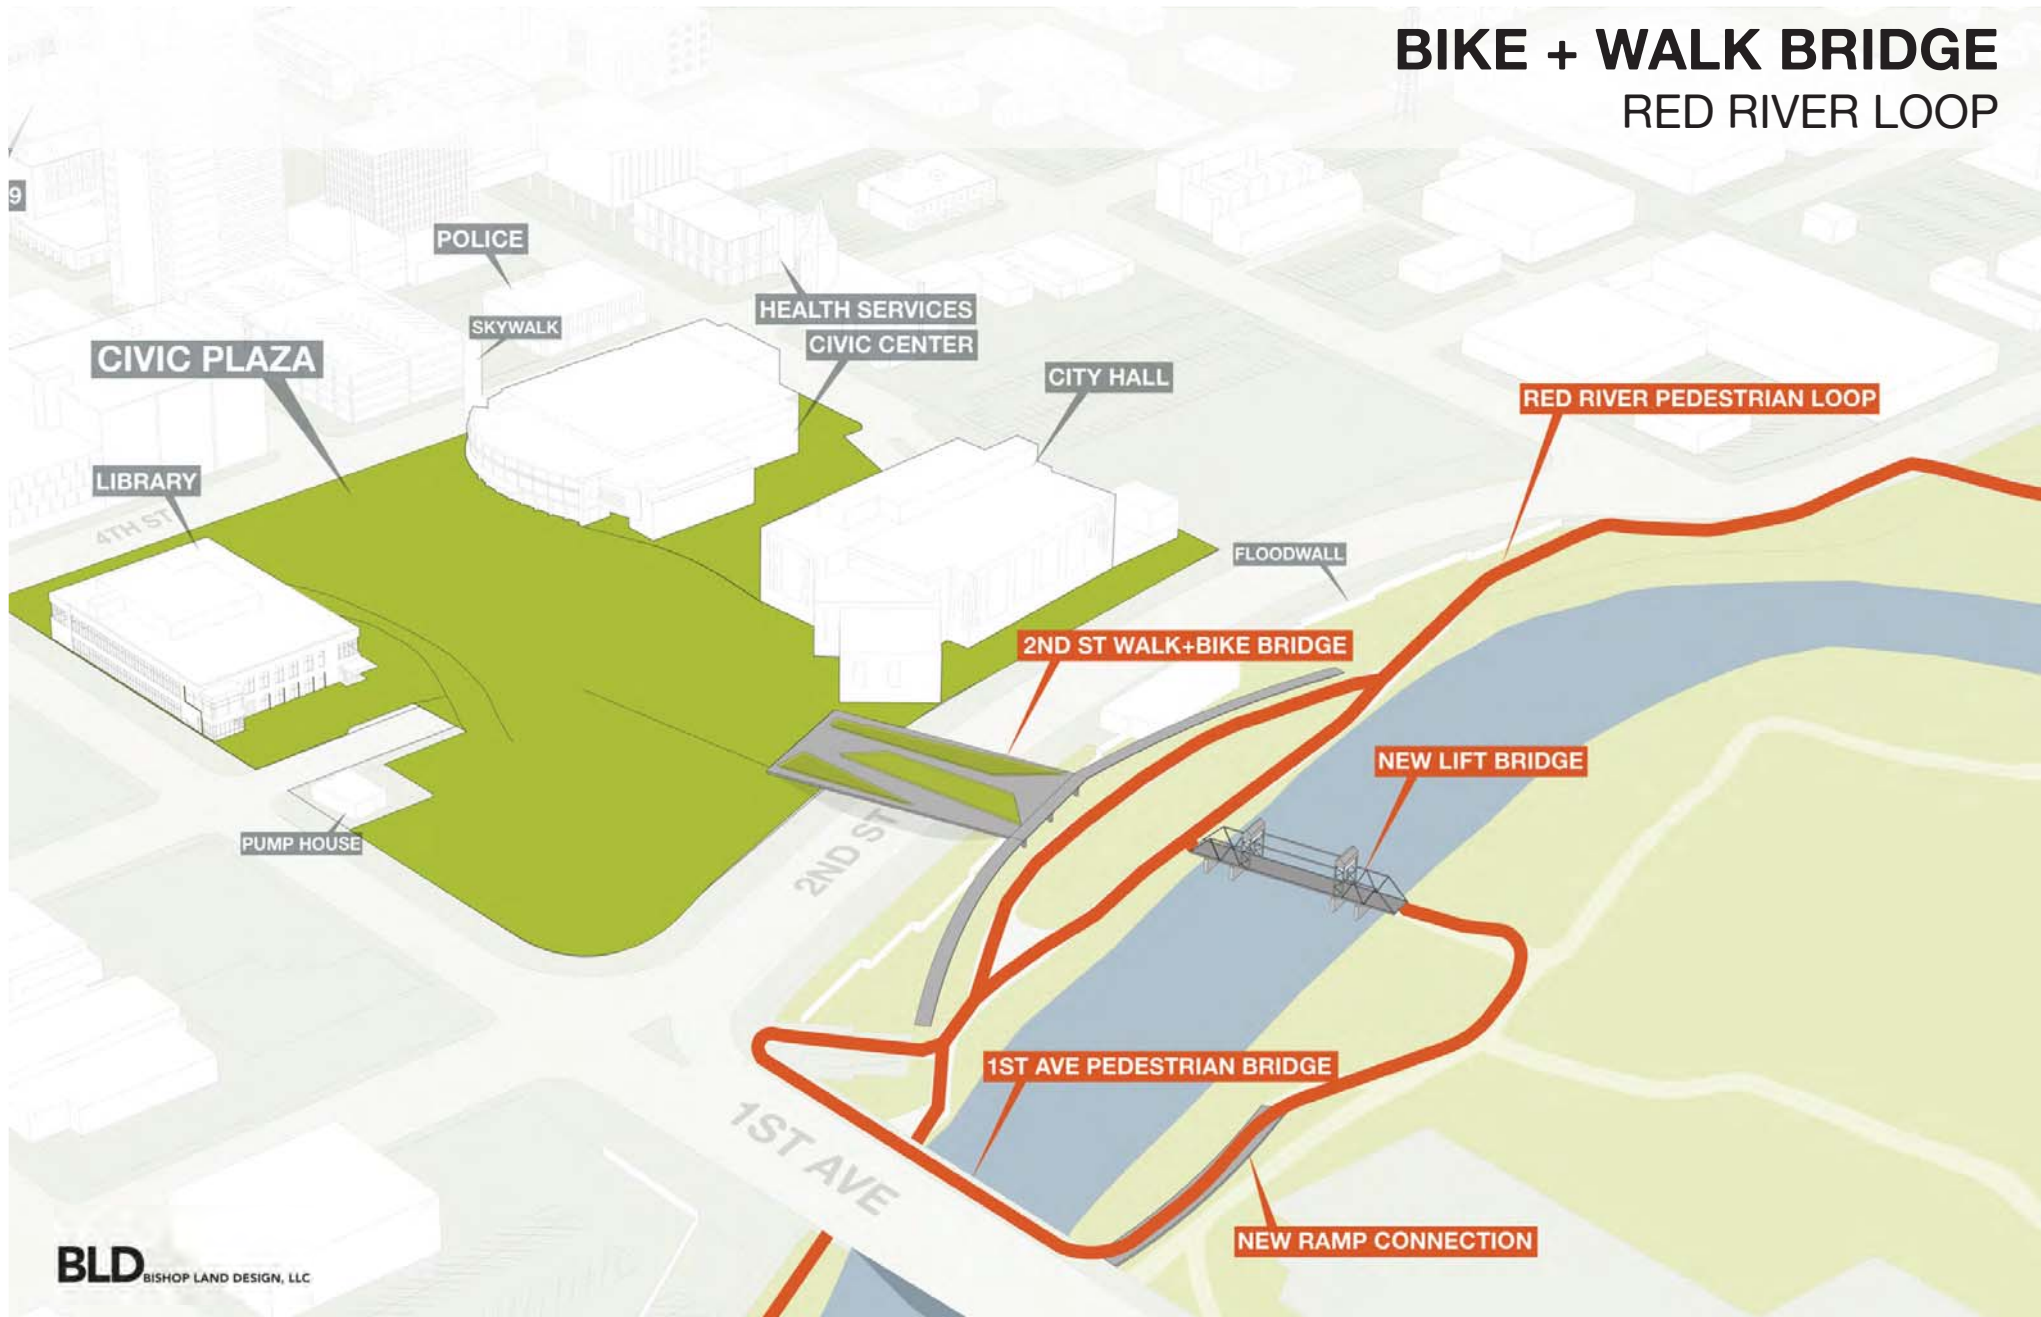 BIKE + WALK BRIDGE
RED RIVER LOOP
9
POLICE
HEALTH SERVICES
SKYWALK
CIVIC CENTER
CIVIC PLAZA
CITY HALL
RED RIVER PEDESTRIAN LOOP
LIBRARY
4TH ST
FLOODWALL
2ND ST WALK+BIKE BRIDGE
NEW LIFT BRIDGE
PUMP HOUSE
2ND ST
1ST AVE PEDESTRIAN BRIDGE
1ST AVE
NEW RAMP CONNECTION
BLD BISHOP LAND DESIGN, LLC